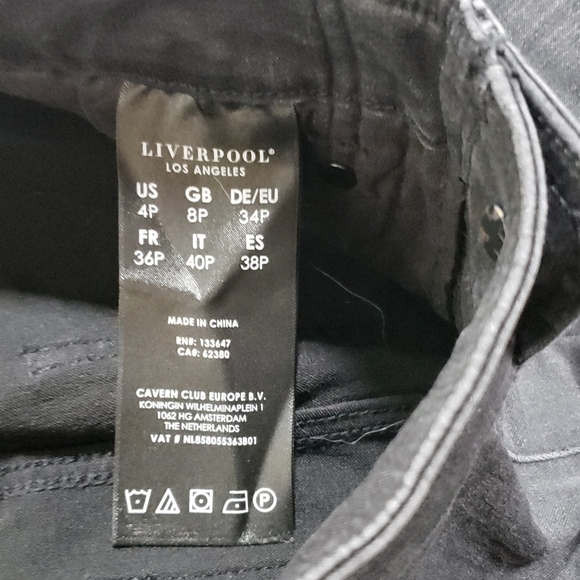 LIVERPOOL®
LOS ANGELES
US GB DE/EU
4P 8P 34P
FR IT ES
36P 40P 38P
MADE IN CHINA
RN#: 133647
CA#: 62380
CAVERN CLUB EUROPE B.V.
KONINGIN WILHELMINAPLEIN 1
1062 HG AMSTERDAM
THE NETHERLANDS
VAT # NL858055363B01
P